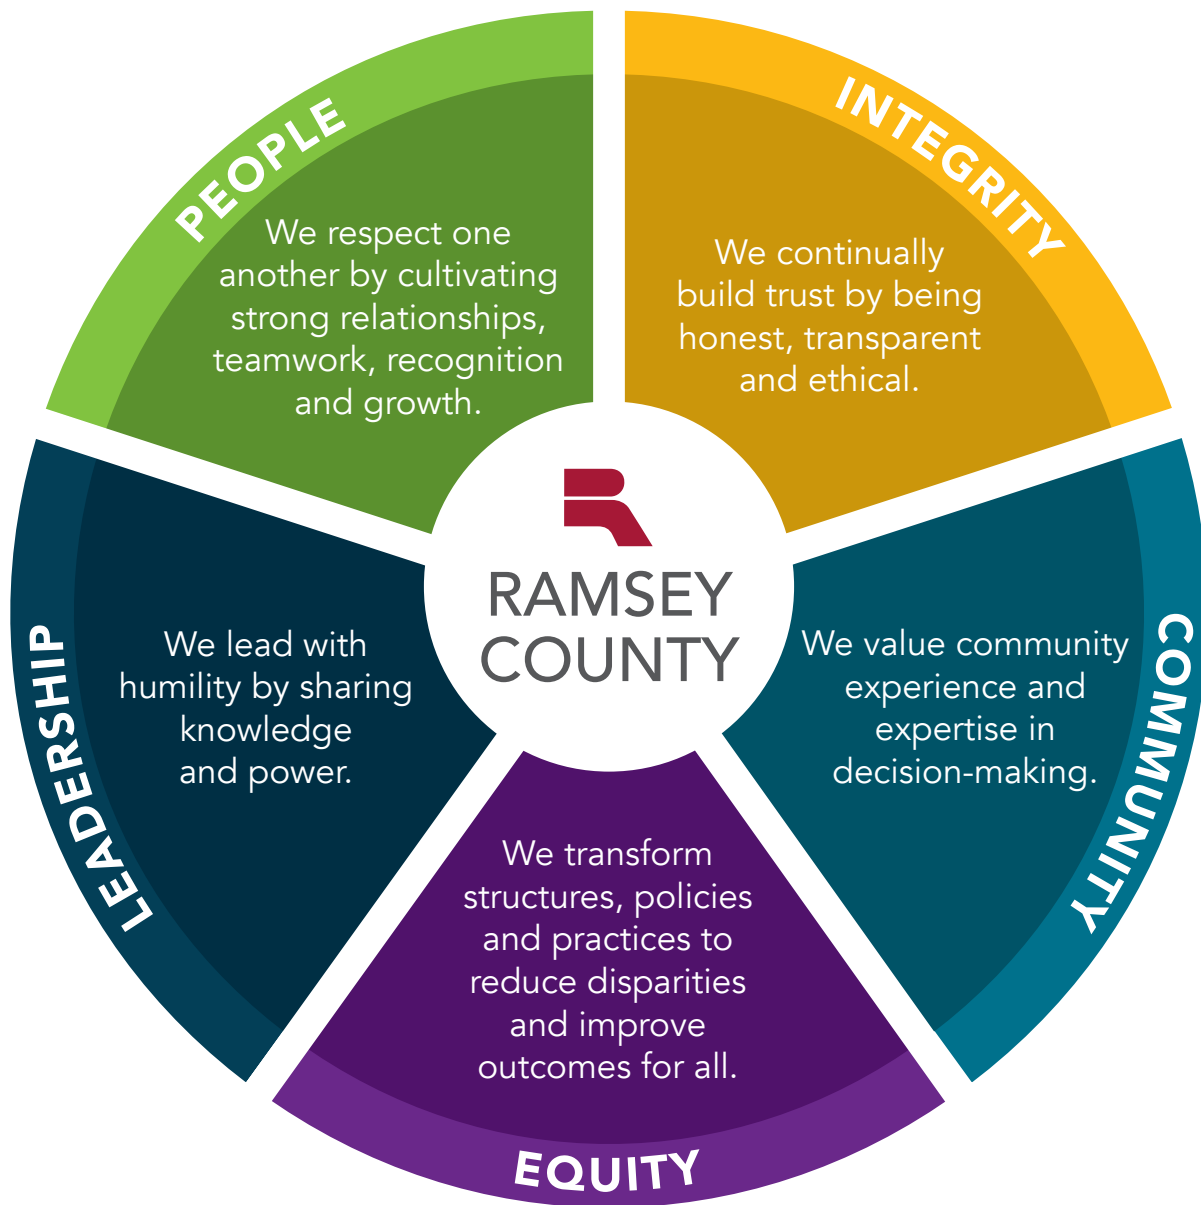 PEOPLE
We respect one
another by cultivating
strong relationships,
teamwork, recognition
and growth.
INTEGRITY
We continually
build trust by being
honest, transparent
and ethical.
RAMSEY
COUNTY
LEADERSHIP
We lead with
humility by sharing
knowledge
and power.
COMMUNITY
We value community
experience and
expertise in
decision-making.
We transform
structures, policies
and practices to
reduce disparities
and improve
outcomes for all.
EQUITY